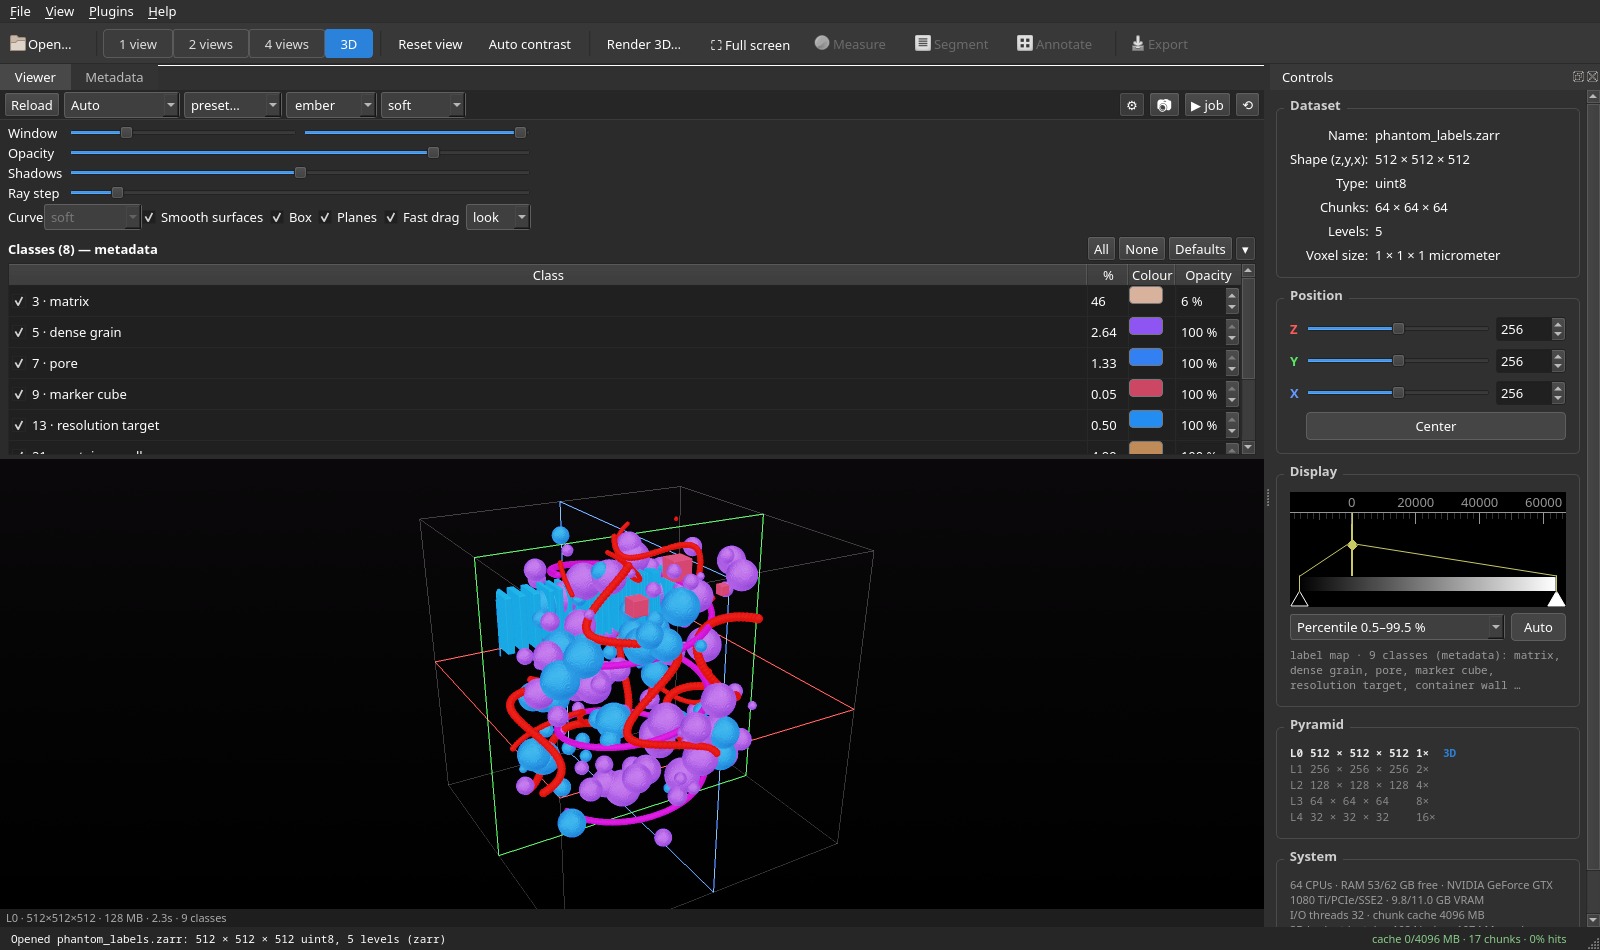 File View Plugins Help
Open... 1 view 2 views 4 views 3D Reset view Auto contrast Render 3D... Full screen Measure Segment Annotate Export
Viewer Metadata
Reload Auto preset... ember soft ▶ job
Window
Opacity
Shadows
Ray step
Curve soft ✓ Smooth surfaces ✓ Box ✓ Planes ✓ Fast drag look
Classes (8) — metadata All None Defaults
Class % Colour Opacity
✓ 3 · matrix 46 6 %
✓ 5 · dense grain 2.64 100 %
✓ 7 · pore 1.33 100 %
✓ 9 · marker cube 0.05 100 %
✓ 13 · resolution target 0.50 100 %
L0 · 512×512×512 · 128 MB · 2.3s · 9 classes
Opened phantom_labels.zarr: 512 × 512 × 512 uint8, 5 levels (zarr)
Controls
Dataset
Name: phantom_labels.zarr
Shape (z,y,x): 512 × 512 × 512
Type: uint8
Chunks: 64 × 64 × 64
Levels: 5
Voxel size: 1 × 1 × 1 micrometer
Position
Z 256
Y 256
X 256
Center
Display
0 20000 40000 60000
Percentile 0.5–99.5 % Auto
label map · 9 classes (metadata): matrix,
dense grain, pore, marker cube,
resolution target, container wall …
Pyramid
L0 512 × 512 × 512 1× 3D
L1 256 × 256 × 256 2×
L2 128 × 128 × 128 4×
L3 64 × 64 × 64 8×
L4 32 × 32 × 32 16×
System
64 CPUs · RAM 53/62 GB free · NVIDIA GeForce GTX
1080 Ti/PCIe/SSE2 · 9.8/11.0 GB VRAM
I/O threads 32 · chunk cache 4096 MB
cache 0/4096 MB · 17 chunks · 0% hits